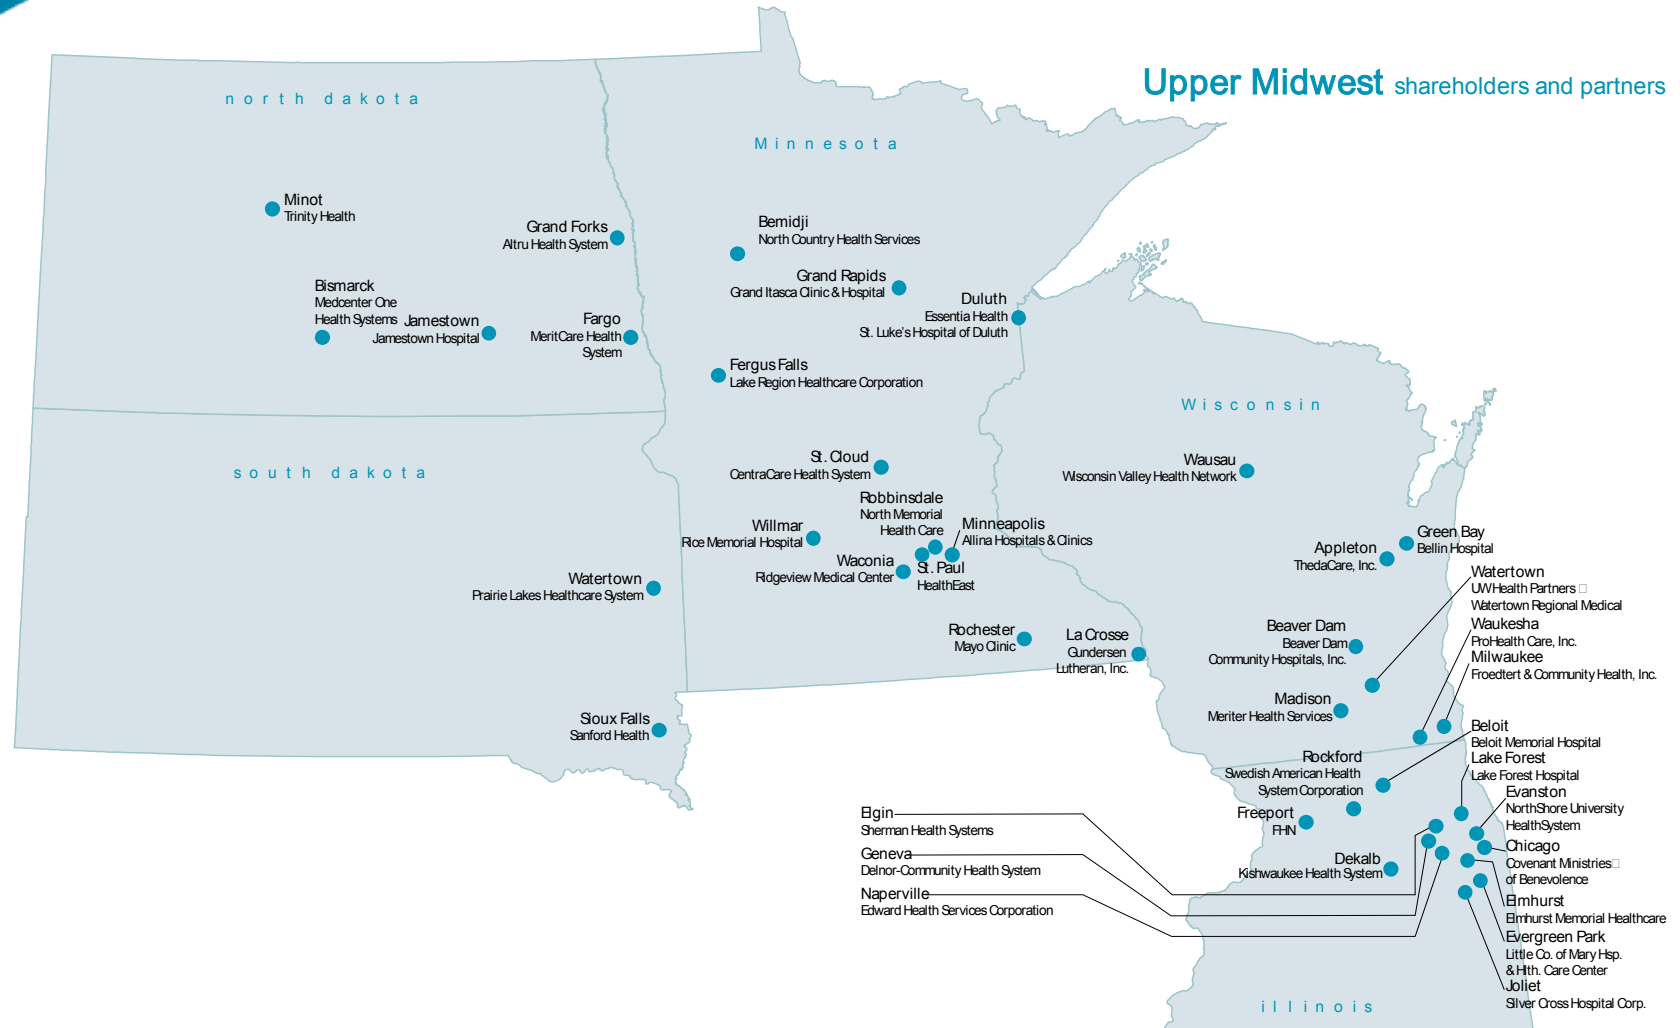 Upper Midwest shareholders and partners
north dakota
Minnesota
Minot
Trinity Health
Grand Forks
Altru Health System
Bemidji
North Country Health Services
Grand Rapids
Grand Itasca Clinic & Hospital
Bismarck
Medcenter One
Health Systems
Jamestown
Jamestown Hospital
Fargo
MeritCare Health
System
Duluth
Essentia Health
St. Luke's Hospital of Duluth
Fergus Falls
Lake Region Healthcare Corporation
Wisconsin
south dakota
St. Cloud
CentraCare Health System
Wausau
Wisconsin Valley Health Network
Robbinsdale
North Memorial
Health Care
Willmar
Rice Memorial Hospital
Minneapolis
Allina Hospitals & Clinics
Waconia
Ridgeview Medical Center
St. Paul
HealthEast
Green Bay
Bellin Hospital
Appleton
ThedaCare, Inc.
Watertown
Prairie Lakes Healthcare System
Watertown
UW Health Partners
Watertown Regional Medical
Waukesha
ProHealth Care, Inc.
Milwaukee
Froedtert & Community Health, Inc.
Rochester
Mayo Clinic
La Crosse
Gundersen
Lutheran, Inc.
Beaver Dam
Beaver Dam
Community Hospitals, Inc.
Madison
Meriter Health Services
Sioux Falls
Sanford Health
Beloit
Beloit Memorial Hospital
Rockford
Swedish American Health
System Corporation
Lake Forest
Lake Forest Hospital
Evanston
NorthShore University
HealthSystem
Freeport
FHN
Elgin
Sherman Health Systems
Geneva
Delnor-Community Health System
Naperville
Edward Health Services Corporation
Dekalb
Kishwaukee Health System
Chicago
Covenant Ministries
of Benevolence
Elmhurst
Elmhurst Memorial Healthcare
Evergreen Park
Little Co. of Mary Hsp.
& Hlth. Care Center
Joliet
Silver Cross Hospital Corp.
illinois